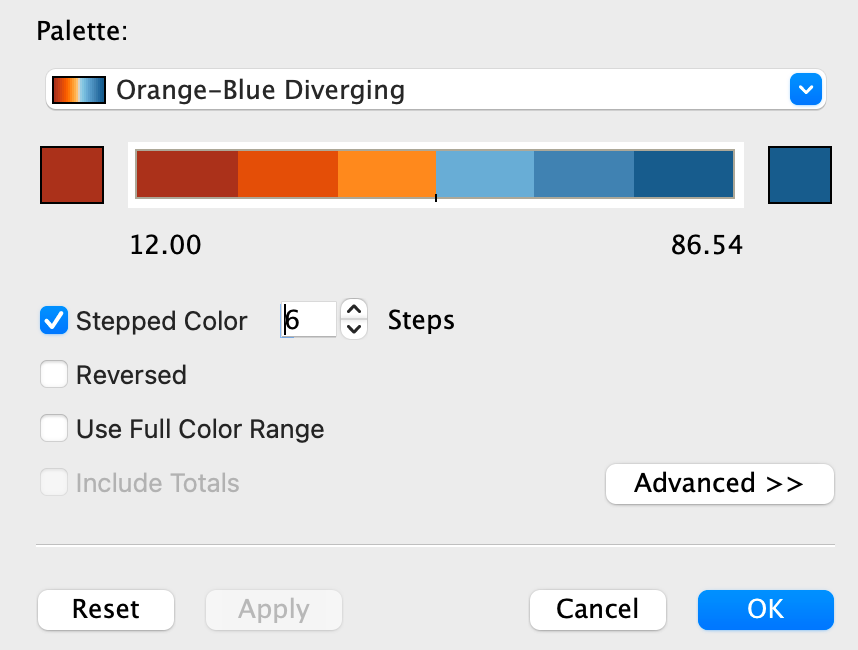 Palette:
Orange-Blue Diverging
12.00 86.54
Stepped Color 6 Steps
Reversed
Use Full Color Range
Include Totals
Advanced >>
Reset Apply Cancel OK